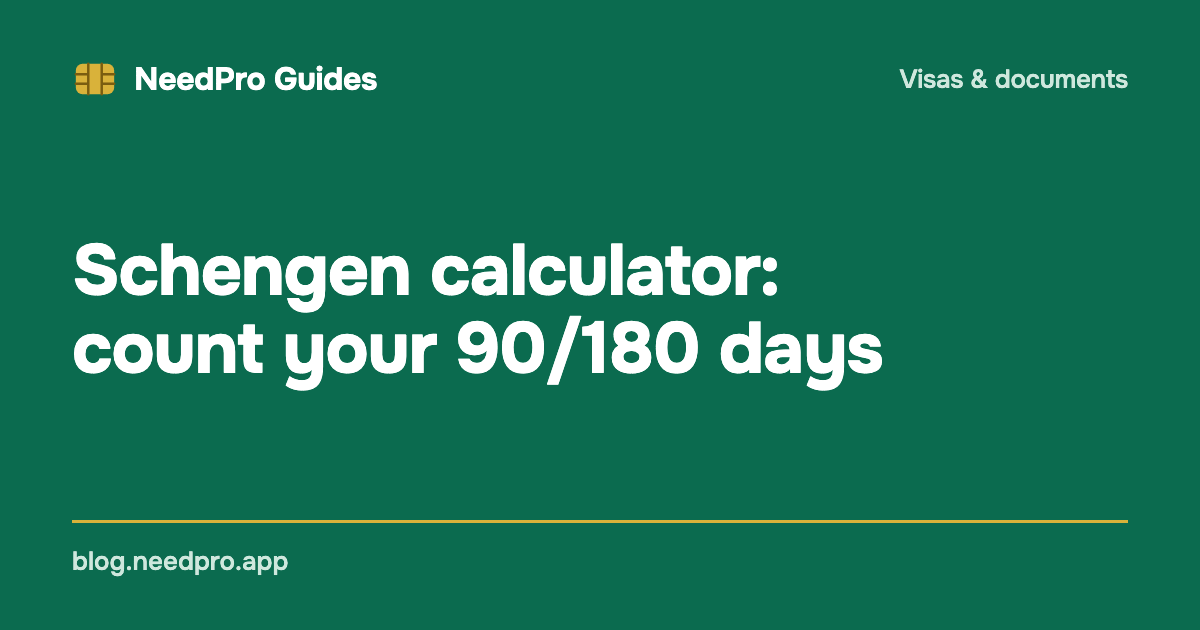 NeedPro Guides
Visas & documents
Schengen calculator:
count your 90/180 days
blog.needpro.app